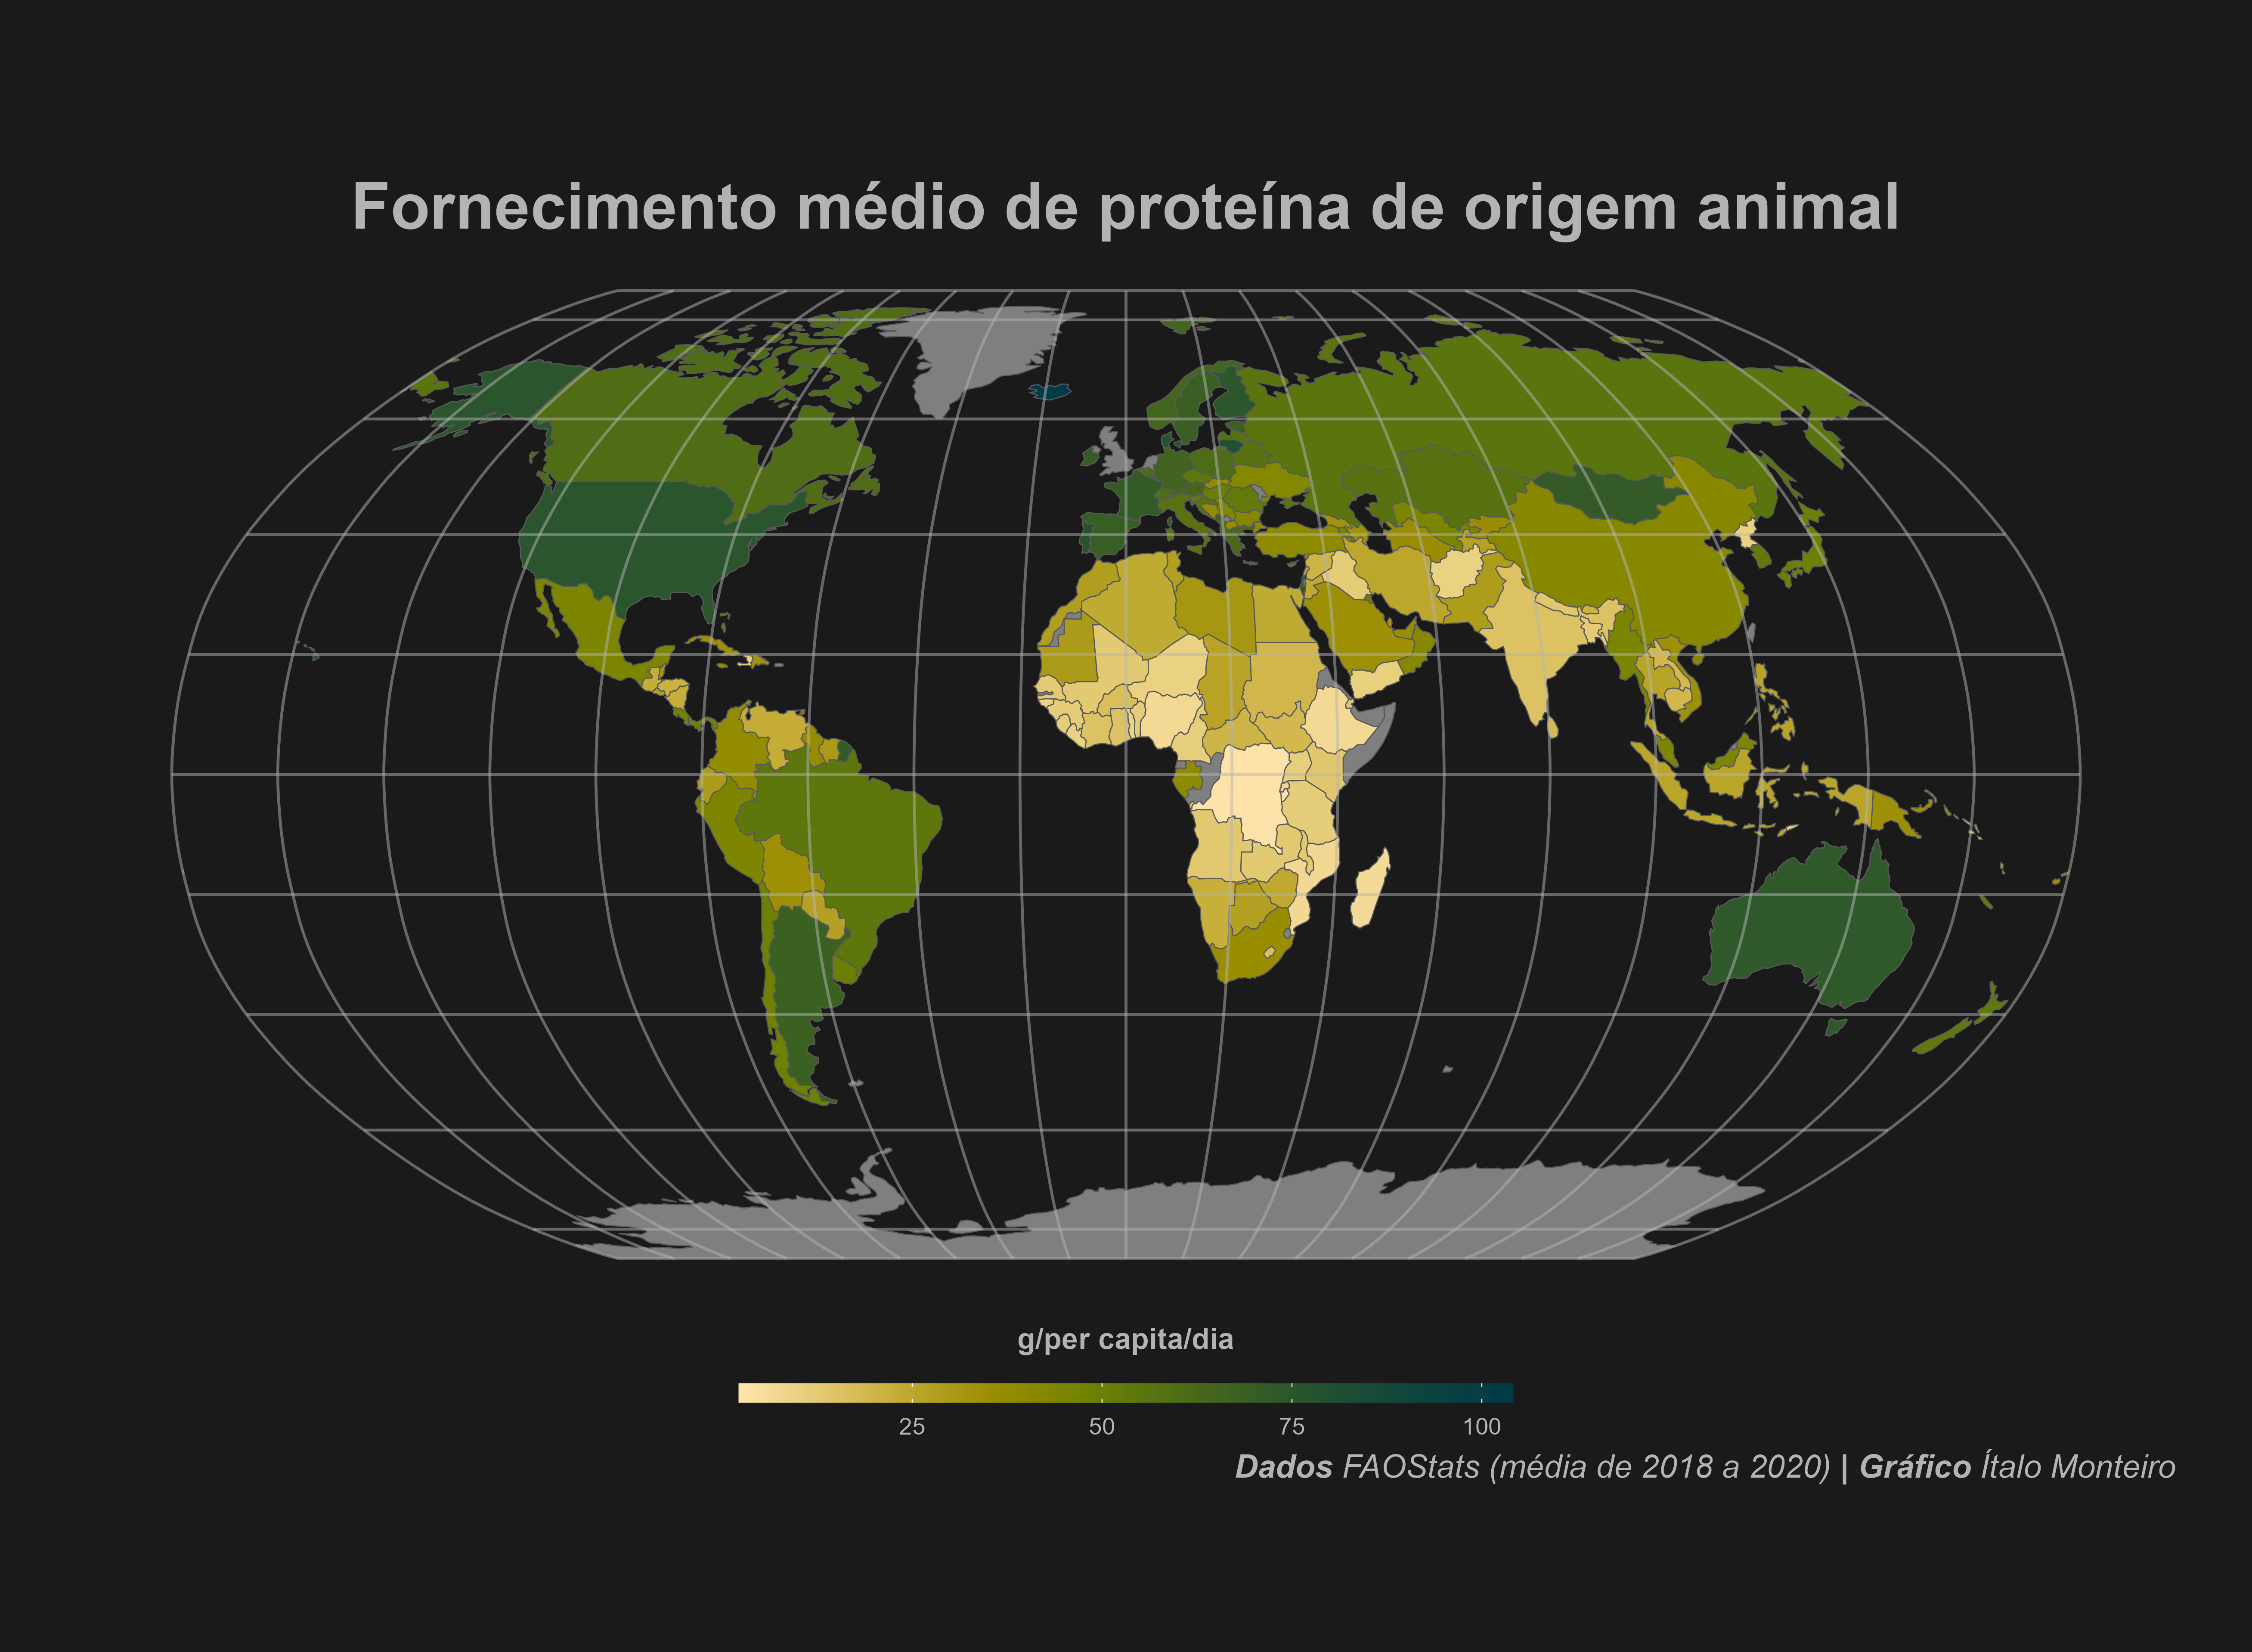 Fornecimento médio de proteína de origem animal
g/per capita/dia
25 50 75 100
Dados FAOStats (média de 2018 a 2020) | Gráfico Ítalo Monteiro